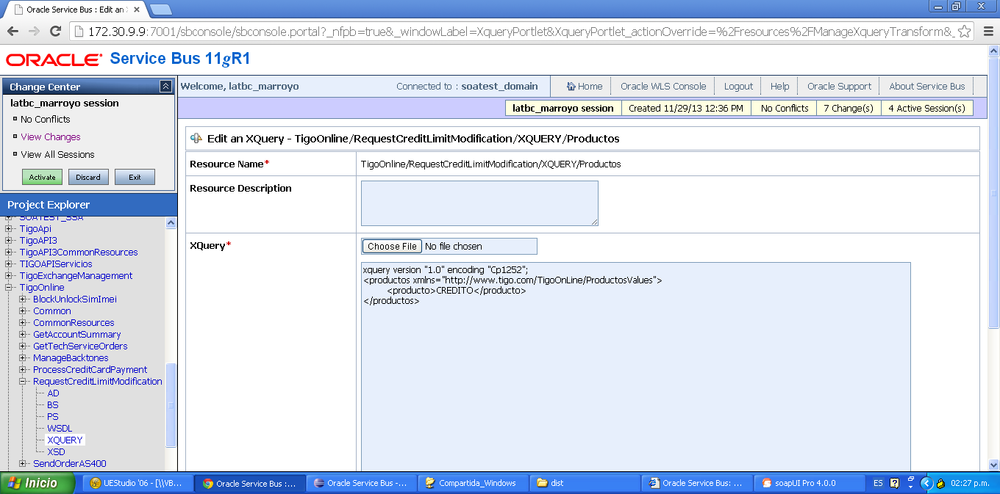 Oracle Service Bus : Edit an
172.30.9.9:7001/sbconsole/sbconsole.portal?_nfpb=true&_windowLabel=XqueryPortlet&XqueryPortlet_actionOverride=%2Fresources%2FManageXqueryTransform&_
ORACLE Service Bus 11gR1
Change Center
latbc_marroyo session
No Conflicts
View Changes
View All Sessions
Activate Discard Exit
Welcome, latbc_marroyo Connected to : soatest_domain Home Oracle WLS Console Logout Help Oracle Support About Service Bus
latbc_marroyo session Created 11/29/13 12:36 PM No Conflicts 7 Change(s) 4 Active Session(s)
Project Explorer
SOATEST_SSA
TigoApi
TigoAPI3
TigoAPI3CommonResources
TIGOAPIServicios
TigoExchangeManagement
TigoOnline
BlockUnlockSimImei
Common
CommonResources
GetAccountSummary
GetTechServiceOrders
ManageBacktones
ProcessCreditCardPayment
RequestCreditLimitModification
AD
BS
PS
WSDL
XQUERY
XSD
SendOrderAS400
Edit an XQuery - TigoOnline/RequestCreditLimitModification/XQUERY/Productos
Resource Name* TigoOnline/RequestCreditLimitModification/XQUERY/Productos
Resource Description
XQuery* Choose File No file chosen
xquery version "1.0" encoding "Cp1252";
<productos xmlns="http://www.tigo.com/TigoOnLine/ProductosValues">
<producto>CREDITO</producto>
</productos>
Inicio UEStudio '06 - [\\VB... Oracle Service Bus :... Oracle Service Bus -... Compartida_Windows dist Oracle Service Bus: ... soapUI Pro 4.0.0 ES 02:27 p.m.